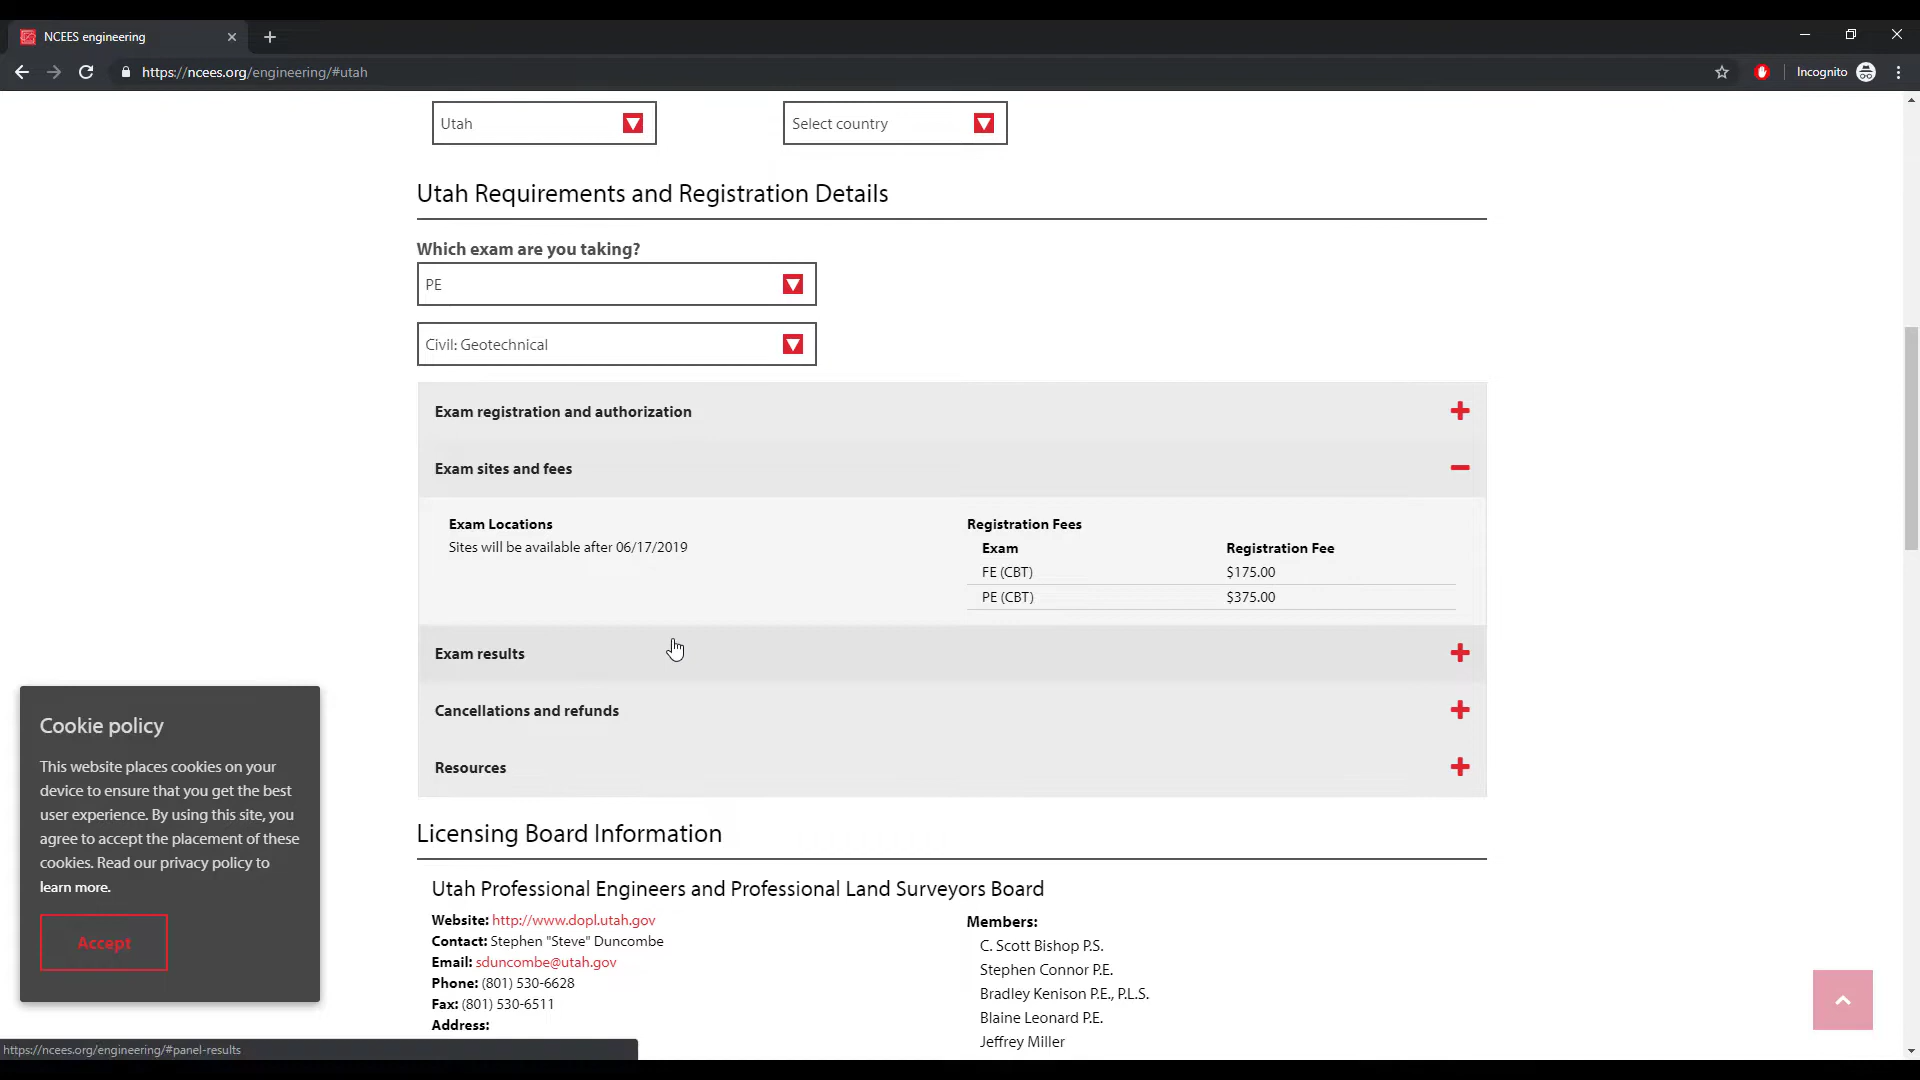 NCEES engineering
https://ncees.org/engineering/#utah
Incognito
Utah
Select country
Utah Requirements and Registration Details
Which exam are you taking?
PE
Civil: Geotechnical
Exam registration and authorization
Exam sites and fees
Exam Locations
Sites will be available after 06/17/2019
Registration Fees
Exam Registration Fee
FE (CBT) $175.00
PE (CBT) $375.00
Exam results
Cancellations and refunds
Resources
Licensing Board Information
Utah Professional Engineers and Professional Land Surveyors Board
Website: http://www.dopl.utah.gov
Contact: Stephen "Steve" Duncombe
Email: sduncombe@utah.gov
Phone: (801) 530-6628
Fax: (801) 530-6511
Address:
Members:
C. Scott Bishop P.S.
Stephen Connor P.E.
Bradley Kenison P.E., P.L.S.
Blaine Leonard P.E.
Jeffrey Miller
Cookie policy
This website places cookies on your
device to ensure that you get the best
user experience. By using this site, you
agree to accept the placement of these
cookies. Read our privacy policy to
learn more.
Accept
https://ncees.org/engineering/#panel-results